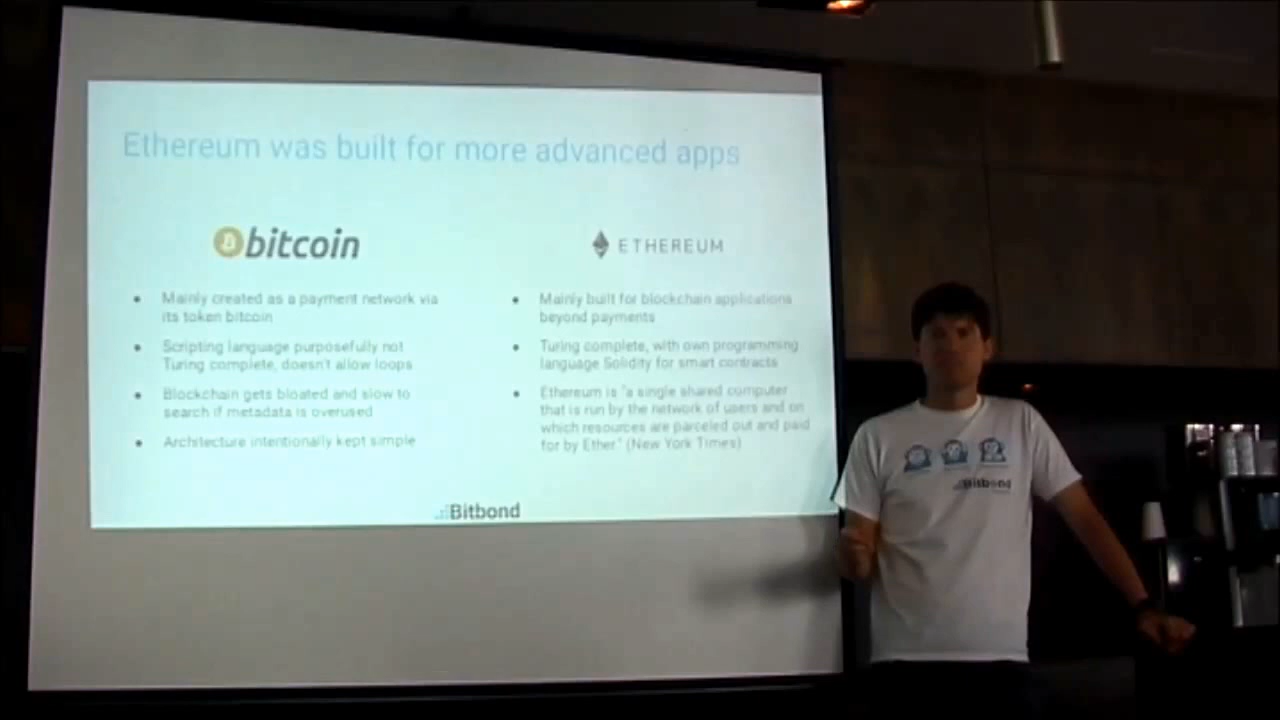 Ethereum was built for more advanced apps
bitcoin
Mainly created as a payment network via
its token bitcoin
Scripting language purposefully not
Turing complete, doesn't allow loops
Blockchain gets bloated and slow to
search if metadata is overused
Architecture intentionally kept simple
ETHEREUM
Mainly built for blockchain applications
beyond payments
Turing complete, with own programming
language Solidity for smart contracts
Ethereum is "a single shared computer
that is run by the network of users and on
which resources are parceled out and paid
for by Ether." (New York Times)
Bitbond
Bitbond